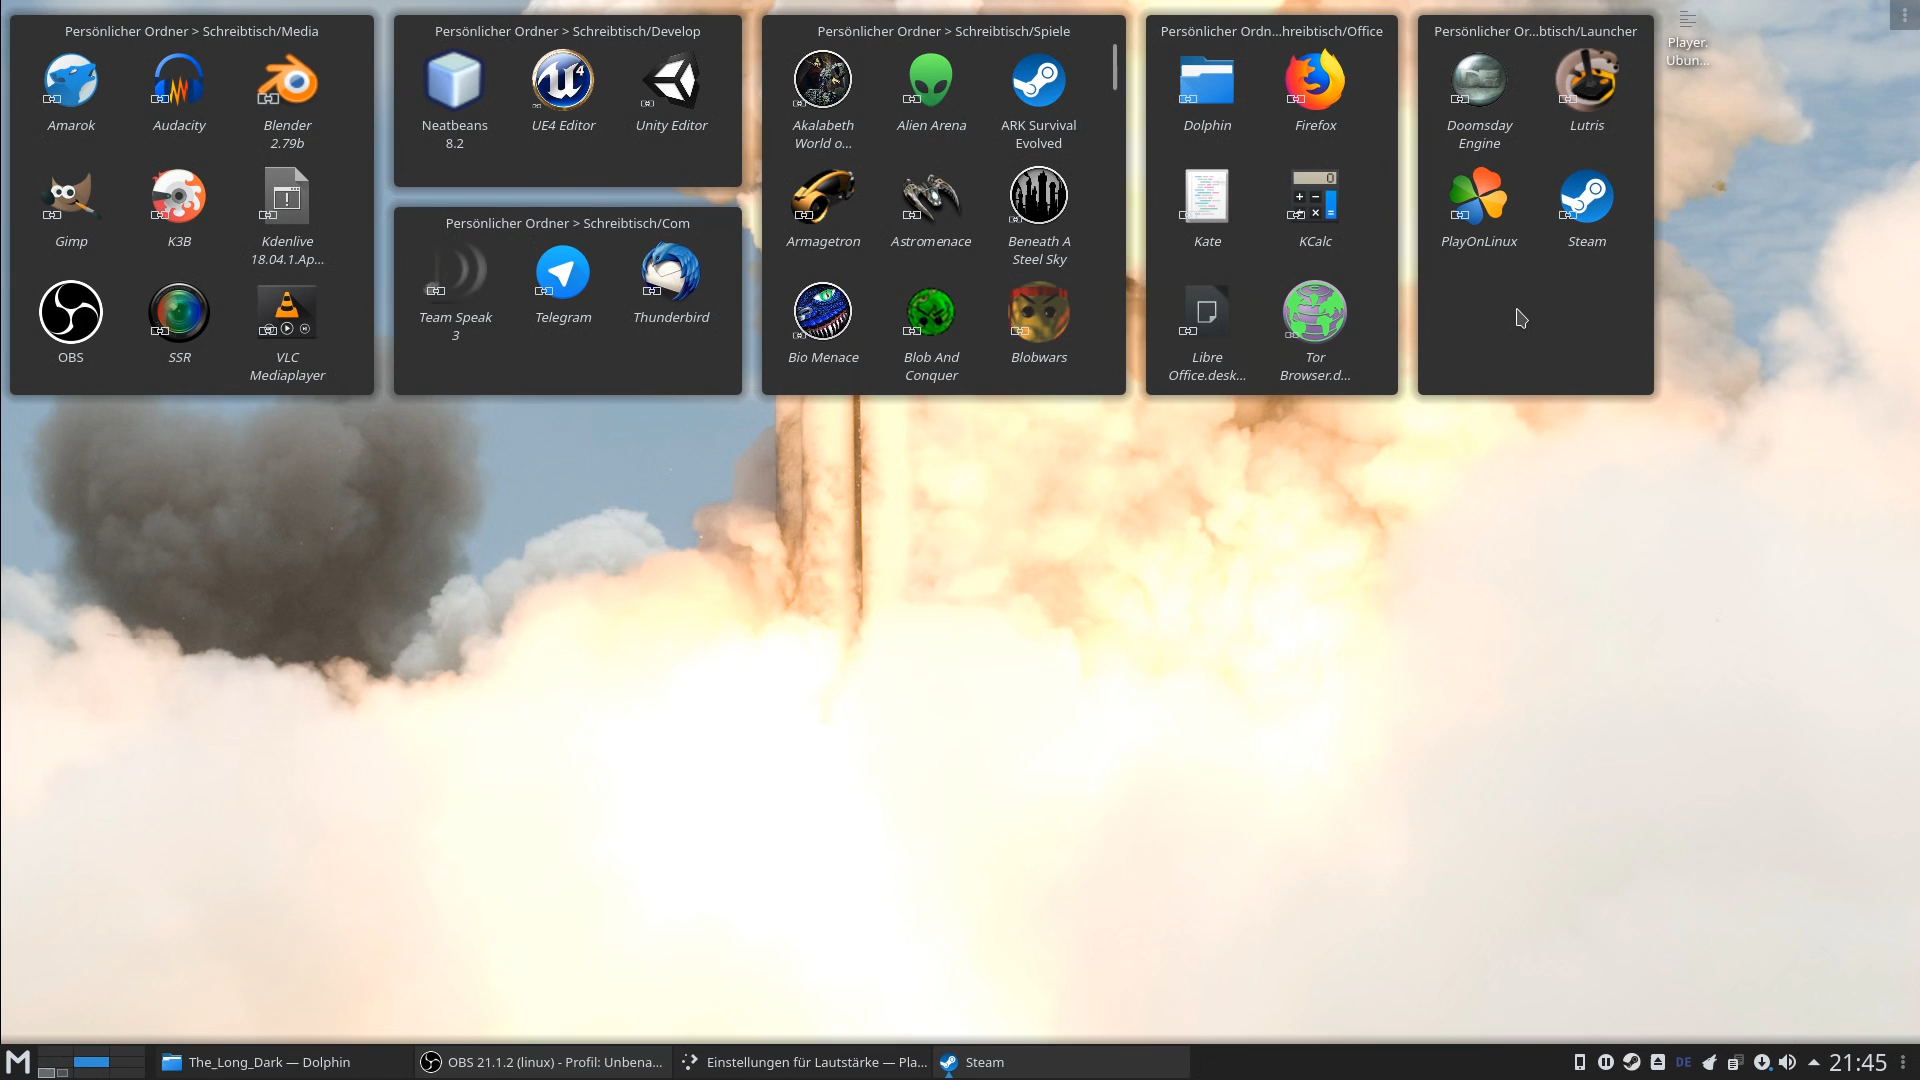 Persönlicher Ordner > Schreibtisch/Media
Amarok
Audacity
Blender
2.79b
Gimp
K3B
Kdenlive
18.04.1.Ap...
OBS
SSR
VLC
Mediaplayer
Persönlicher Ordner > Schreibtisch/Develop
Neatbeans
8.2
UE4 Editor
Unity Editor
Persönlicher Ordner > Schreibtisch/Com
Team Speak
3
Telegram
Thunderbird
Persönlicher Ordner > Schreibtisch/Spiele
Akalabeth
World o...
Alien Arena
ARK Survival
Evolved
Armagetron
Astromenace
Beneath A
Steel Sky
Bio Menace
Blob And
Conquer
Blobwars
Persönlicher Ordn...hreibtisch/Office
Dolphin
Firefox
Kate
KCalc
Libre
Office.desk...
Tor
Browser.d...
Persönlicher Or...btisch/Launcher
Doomsday
Engine
Lutris
PlayOnLinux
Steam
Player.
Ubun...
The_Long_Dark — Dolphin
OBS 21.1.2 (linux) - Profil: Unbena...
Einstellungen für Lautstärke — Pla...
Steam
DE
21:45